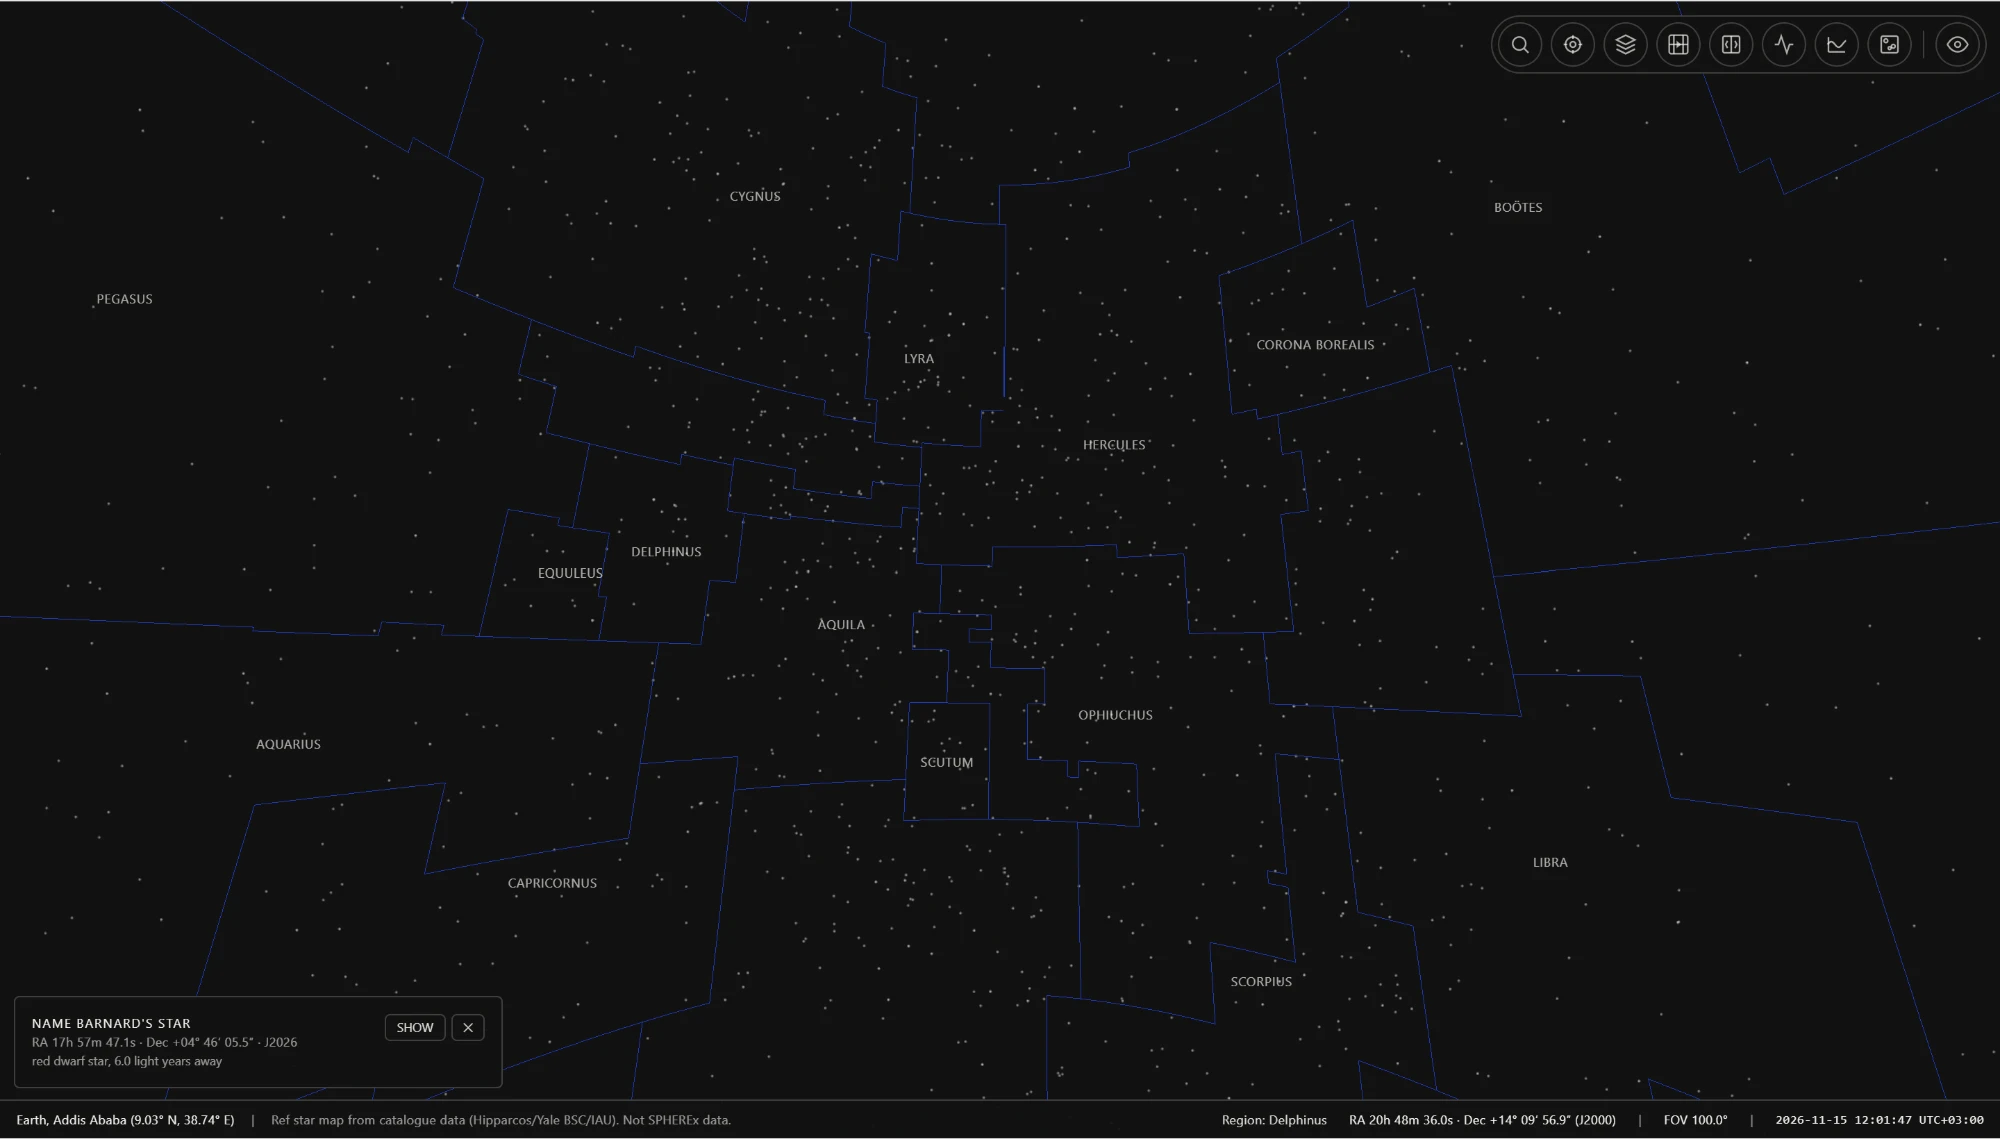 CYGNUS
BOÖTES
PEGASUS
CORONA BOREALIS
LYRA
HERCULES
DELPHINUS
EQUULEUS
AQUILA
OPHIUCHUS
AQUARIUS
SCUTUM
LIBRA
CAPRICORNUS
SCORPIUS
NAME BARNARD'S STAR
SHOW ×
RA 17h 57m 47.1s · Dec +04° 46′ 05.5″ · J2026
red dwarf star, 6.0 light years away
Earth, Addis Ababa (9.03° N, 38.74° E) | Ref star map from catalogue data (Hipparcos/Yale BSC/IAU). Not SPHEREx data. Region: Delphinus RA 20h 48m 36.0s · Dec +14° 09′ 56.9″ (J2000) | FOV 100.0° | 2026-11-15 12:01:47 UTC+03:00